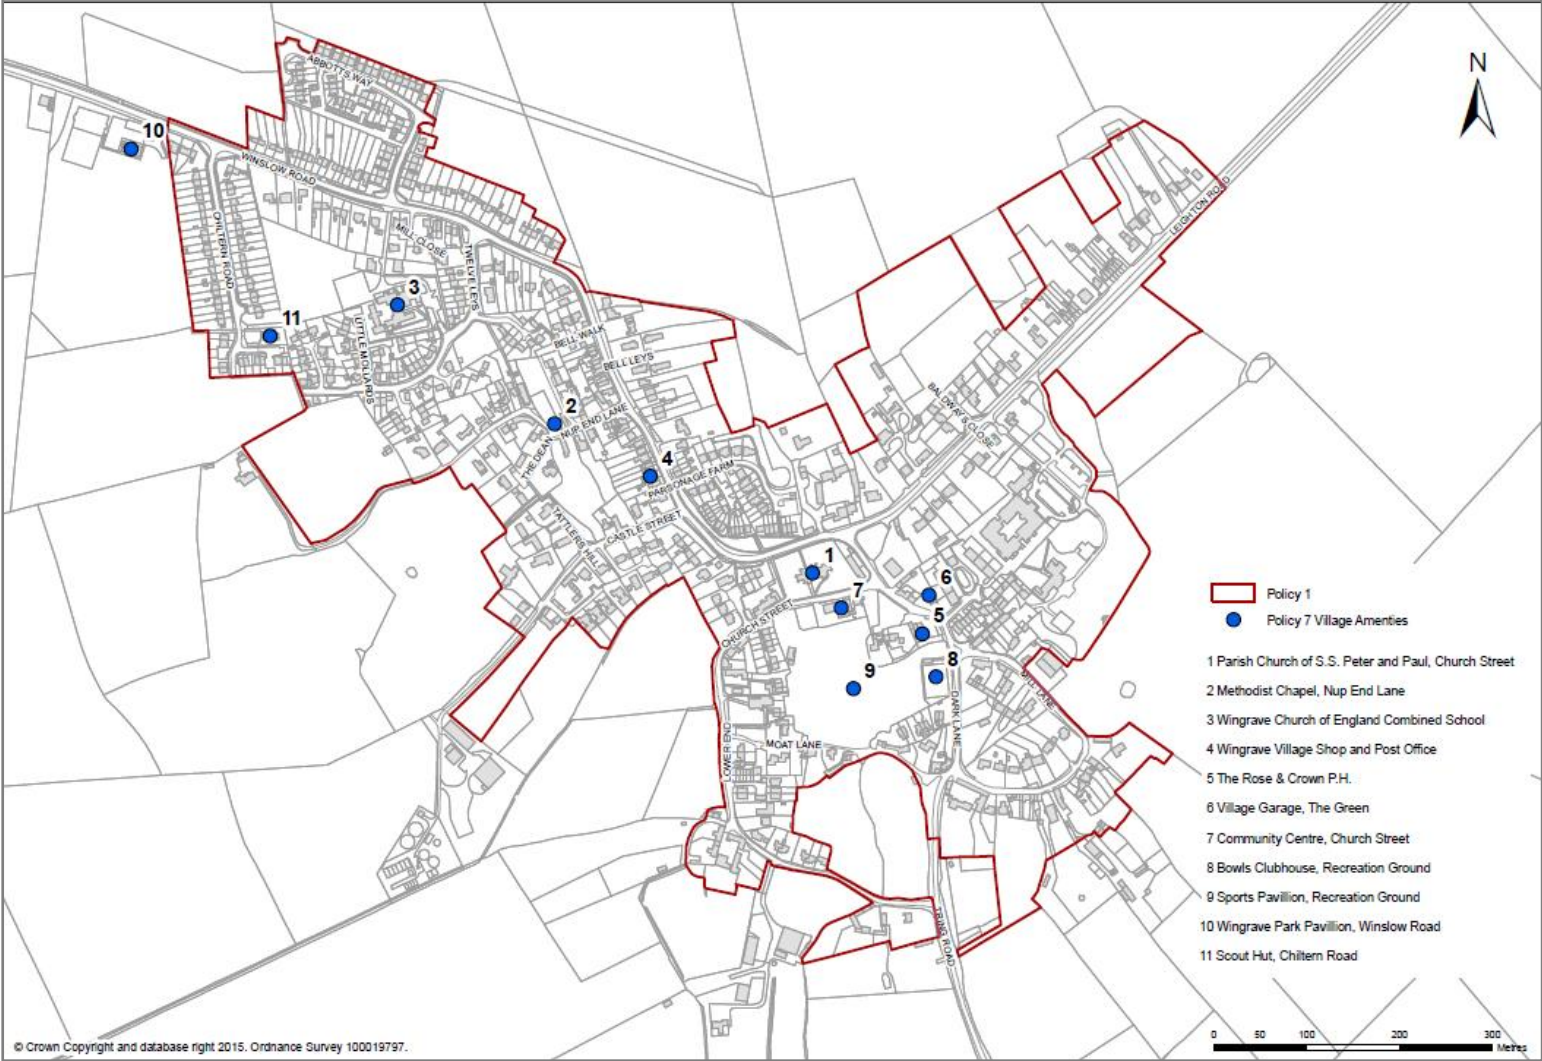 N
ABBOTTS WAY
10
WINSLOW ROAD
CHILTERN ROAD
MILL CLOSE
TWELVE LEYS
LEIGHTON ROAD
3
11
LITTLE MOLLARDS
BELL WALK
BELL LEYS
2
NUP END LANE
THE DEAN
BALDWAYS CLOSE
4
PARSONAGE FARM
CASTLE STREET
TATTLERS HILL
1
6
7
5
CHURCH STREET
9
8
MILL LANE
DARK LANE
LOWER END
MOAT LANE
TRING ROAD
Policy 1
Policy 7 Village Amenties
1 Parish Church of S.S. Peter and Paul, Church Street
2 Methodist Chapel, Nup End Lane
3 Wingrave Church of England Combined School
4 Wingrave Village Shop and Post Office
5 The Rose & Crown P.H.
6 Village Garage, The Green
7 Community Centre, Church Street
8 Bowls Clubhouse, Recreation Ground
9 Sports Pavillion, Recreation Ground
10 Wingrave Park Pavillion, Winslow Road
11 Scout Hut, Chiltern Road
0 50 100 200 300
Metres
© Crown Copyright and database right 2015. Ordnance Survey 100019797.